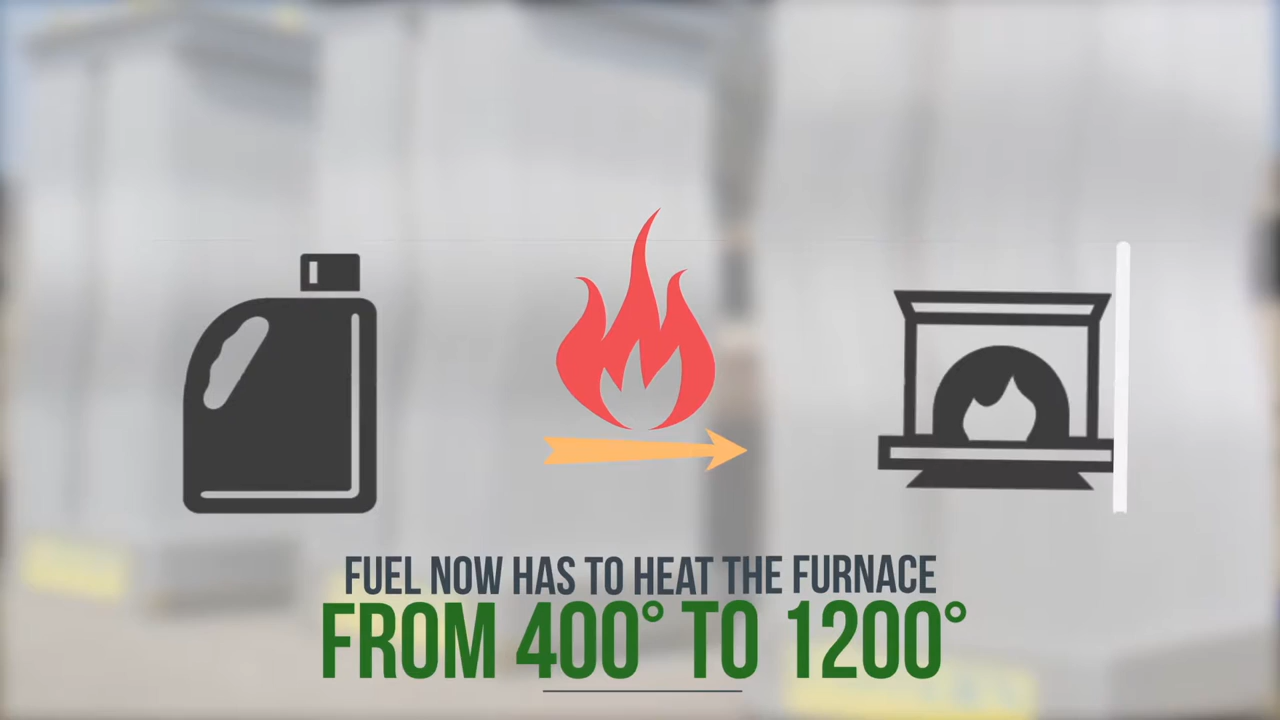 FUEL NOW HAS TO HEAT THE FURNACE
FROM 400° TO 1200°